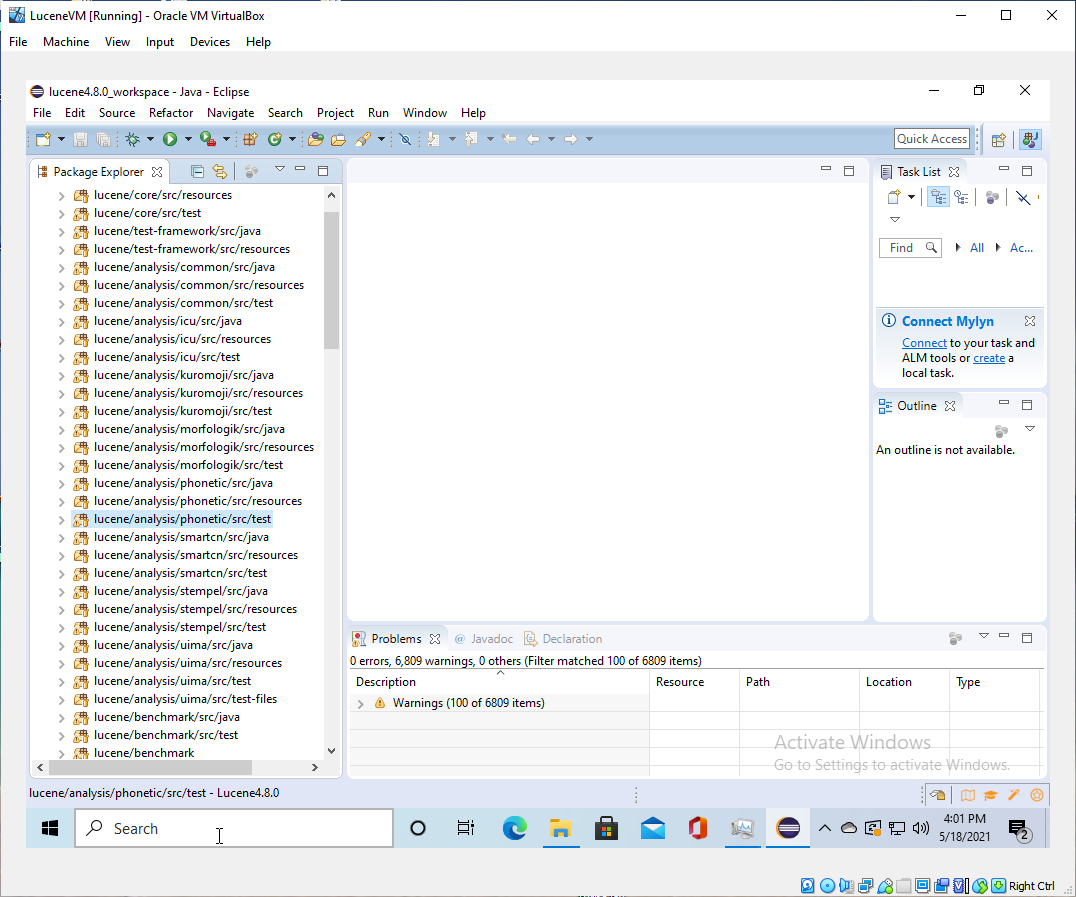 LuceneVM [Running] - Oracle VM VirtualBox
File Machine View Input Devices Help
lucene4.8.0_workspace - Java - Eclipse
File Edit Source Refactor Navigate Search Project Run Window Help
Quick Access
Package Explorer
lucene/core/src/resources
lucene/core/src/test
lucene/test-framework/src/java
lucene/test-framework/src/resources
lucene/analysis/common/src/java
lucene/analysis/common/src/resources
lucene/analysis/common/src/test
lucene/analysis/icu/src/java
lucene/analysis/icu/src/resources
lucene/analysis/icu/src/test
lucene/analysis/kuromoji/src/java
lucene/analysis/kuromoji/src/resources
lucene/analysis/kuromoji/src/test
lucene/analysis/morfologik/src/java
lucene/analysis/morfologik/src/resources
lucene/analysis/morfologik/src/test
lucene/analysis/phonetic/src/java
lucene/analysis/phonetic/src/resources
lucene/analysis/phonetic/src/test
lucene/analysis/smartcn/src/java
lucene/analysis/smartcn/src/resources
lucene/analysis/smartcn/src/test
lucene/analysis/stempel/src/java
lucene/analysis/stempel/src/resources
lucene/analysis/stempel/src/test
lucene/analysis/uima/src/java
lucene/analysis/uima/src/resources
lucene/analysis/uima/src/test
lucene/analysis/uima/src/test-files
lucene/benchmark/src/java
lucene/benchmark/src/test
lucene/benchmark
Task List
Find All Ac...
Connect Mylyn
Connect to your task and
ALM tools or create a
local task.
Outline
An outline is not available.
Problems @ Javadoc Declaration
0 errors, 6,809 warnings, 0 others (Filter matched 100 of 6809 items)
Description Resource Path Location Type
Warnings (100 of 6809 items)
Activate Windows
Go to Settings to activate Windows.
lucene/analysis/phonetic/src/test - Lucene4.8.0
Search
4:01 PM
5/18/2021
2
Right Ctrl